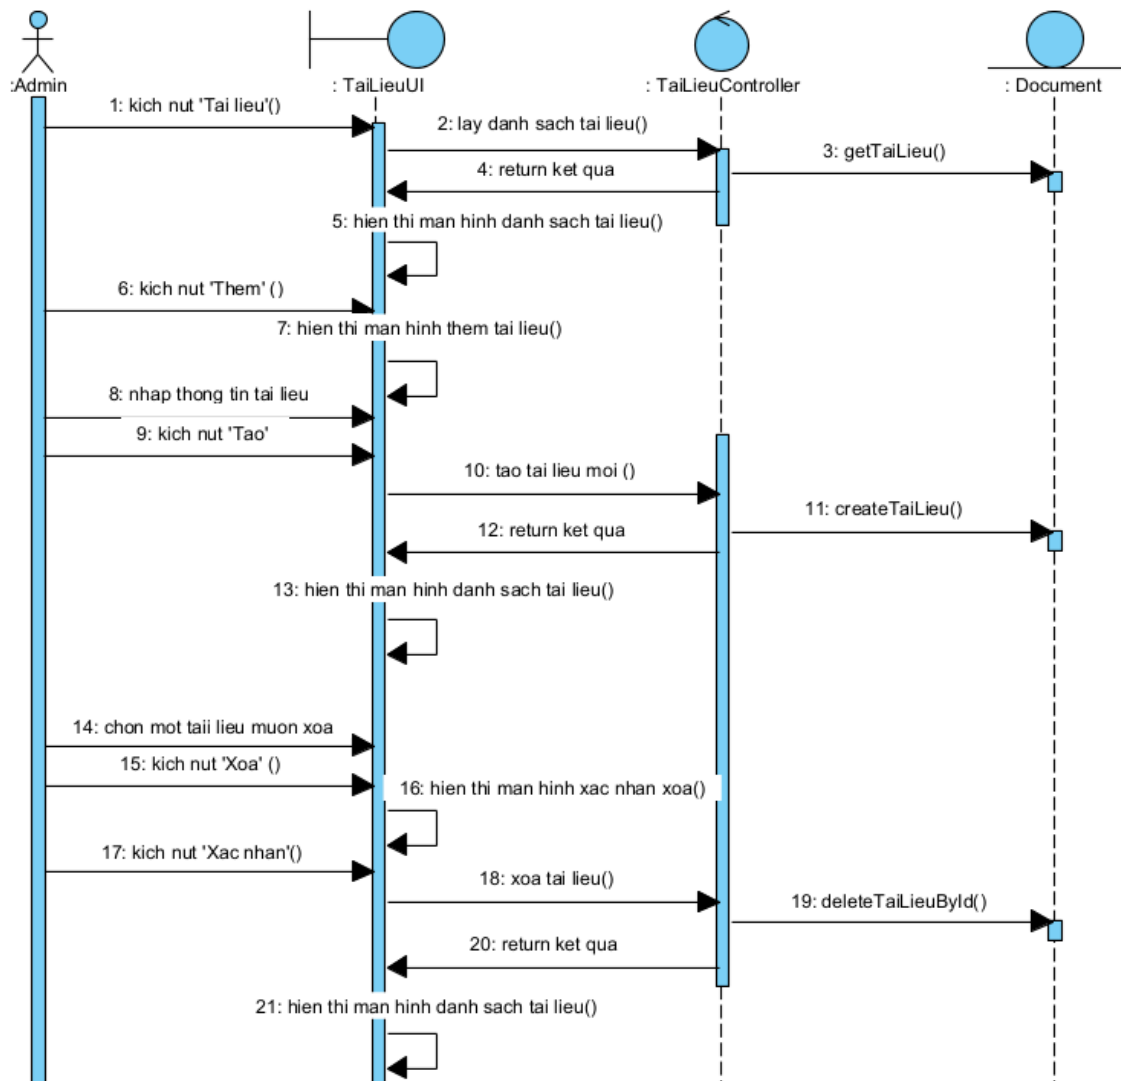 :Admin
: TaiLieuUI
: TaiLieuController
: Document
1: kich nut 'Tai lieu'()
2: lay danh sach tai lieu()
3: getTaiLieu()
4: return ket qua
5: hien thi man hinh danh sach tai lieu()
6: kich nut 'Them' ()
7: hien thi man hinh them tai lieu()
8: nhap thong tin tai lieu
9: kich nut 'Tao'
10: tao tai lieu moi ()
11: createTaiLieu()
12: return ket qua
13: hien thi man hinh danh sach tai lieu()
14: chon mot taii lieu muon xoa
15: kich nut 'Xoa' ()
16: hien thi man hinh xac nhan xoa()
17: kich nut 'Xac nhan'()
18: xoa tai lieu()
19: deleteTaiLieuById()
20: return ket qua
21: hien thi man hinh danh sach tai lieu()